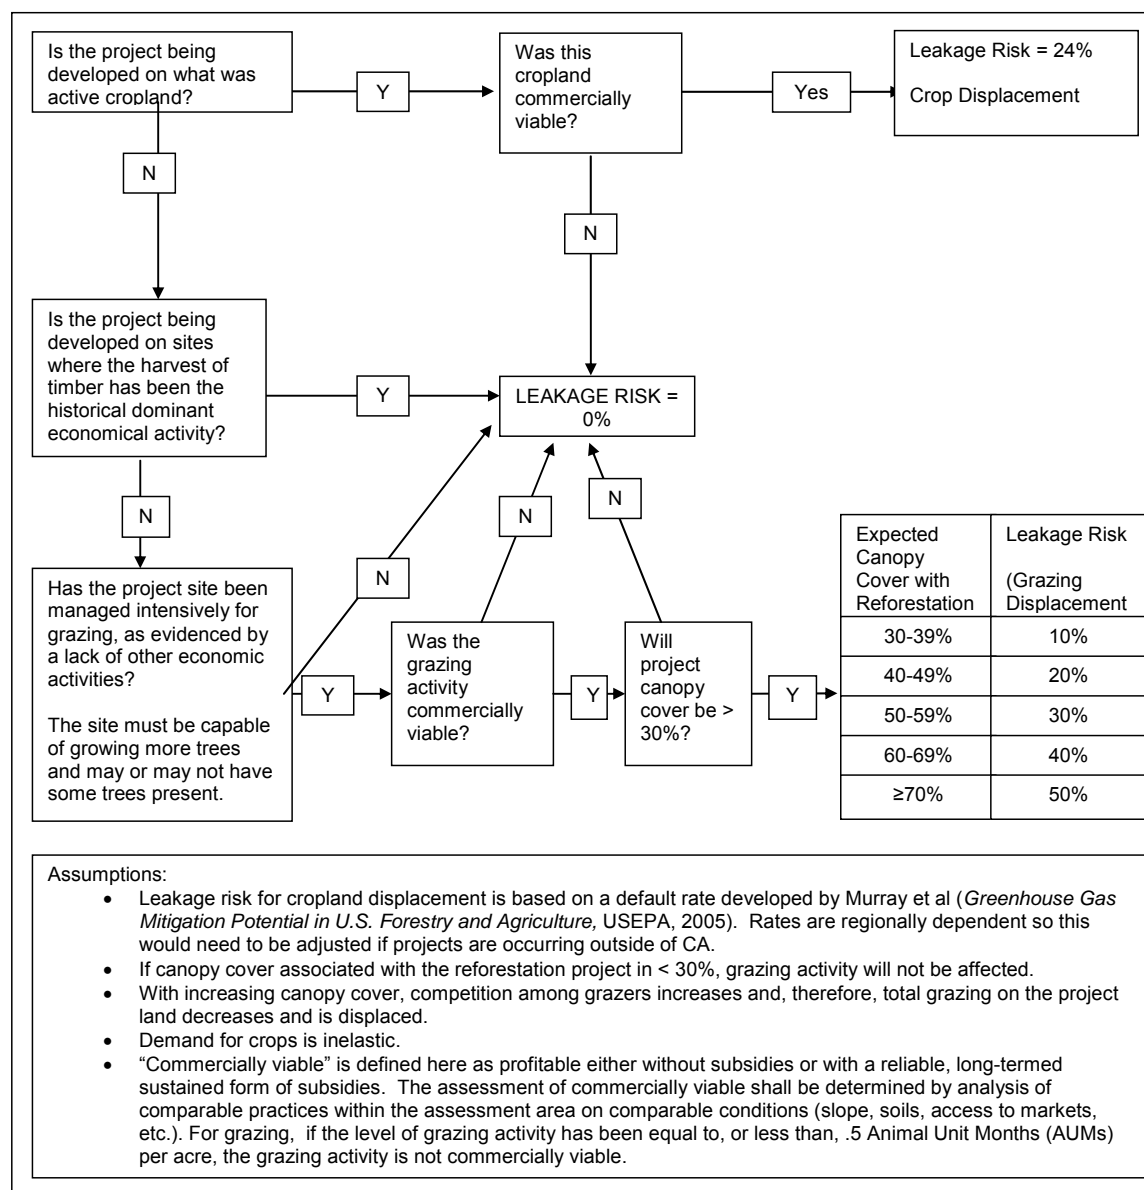 Is the project being
developed on what was
active cropland?
Y
Was this
cropland
commercially
viable?
Yes
Leakage Risk = 24%
Crop Displacement
N
N
Is the project being
developed on sites
where the harvest of
timber has been the
historical dominant
economical activity?
Y
LEAKAGE RISK =
0%
N
N
N
N
Has the project site been
managed intensively for
grazing, as evidenced by
a lack of other economic
activities?
The site must be capable
of growing more trees
and may or may not have
some trees present.
Y
Was the
grazing
activity
commercially
viable?
Y
Will
project
canopy
cover be >
30%?
Y
Expected
Canopy
Cover with
Reforestation
Leakage Risk
(Grazing
Displacement
30-39% 10%
40-49% 20%
50-59% 30%
60-69% 40%
≥70% 50%
Assumptions:
• Leakage risk for cropland displacement is based on a default rate developed by Murray et al (Greenhouse Gas
Mitigation Potential in U.S. Forestry and Agriculture, USEPA, 2005). Rates are regionally dependent so this
would need to be adjusted if projects are occurring outside of CA.
• If canopy cover associated with the reforestation project in < 30%, grazing activity will not be affected.
• With increasing canopy cover, competition among grazers increases and, therefore, total grazing on the project
land decreases and is displaced.
• Demand for crops is inelastic.
• “Commercially viable” is defined here as profitable either without subsidies or with a reliable, long-termed
sustained form of subsidies. The assessment of commercially viable shall be determined by analysis of
comparable practices within the assessment area on comparable conditions (slope, soils, access to markets,
etc.). For grazing, if the level of grazing activity has been equal to, or less than, .5 Animal Unit Months (AUMs)
per acre, the grazing activity is not commercially viable.